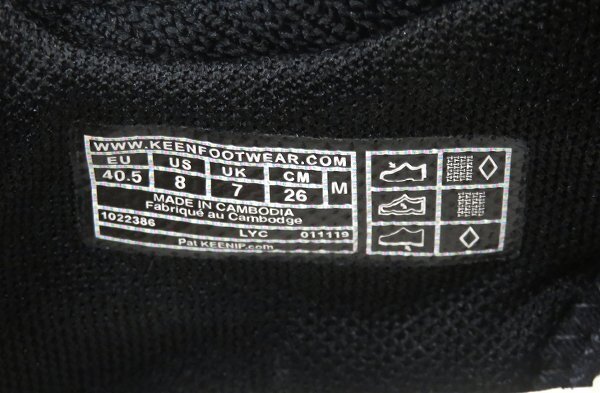 WWW.KEENFOOTWEAR.COM
EU US UK CM M
40.5 8 7 26
MADE IN CAMBODIA
Fabriqué au Cambodge
1022386 LYC 011119
Pat KEENIP.com